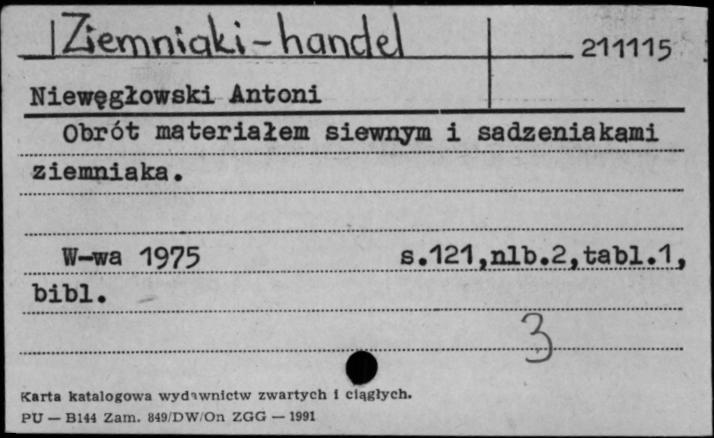 Ziemniaki-handel
211115
Niewęgłowski Antoni
Obrót materiałem siewnym i sadzeniakami
ziemniaka.
W-wa 1975 s.121,nlb.2,tabl.1,
bibl.
3
Karta katalogowa wydawnictw zwartych i ciągłych.
PU — B144 Zam. 849/DW/On ZGG — 1991